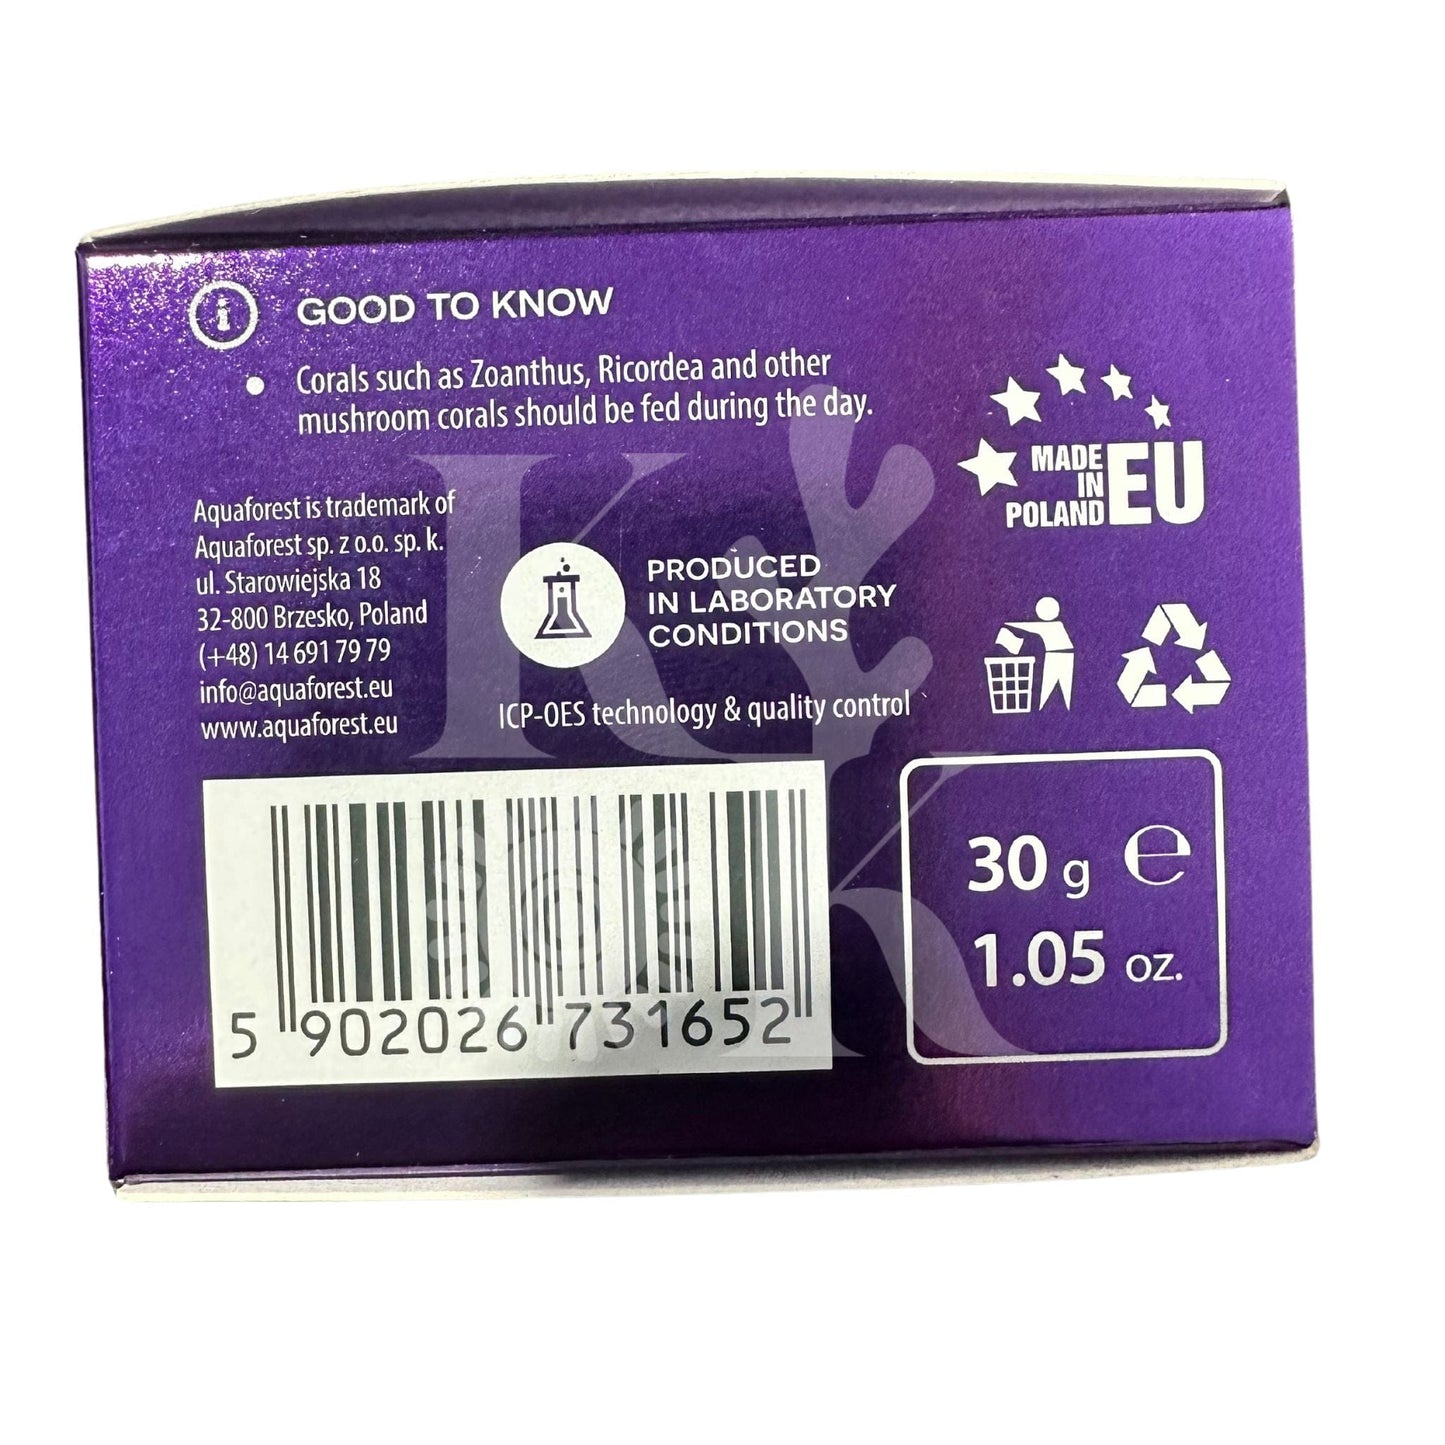 GOOD TO KNOW
• Corals such as Zoanthus, Ricordea and other
mushroom corals should be fed during the day.
Aquaforest is trademark of
Aquaforest sp. z o.o. sp. k.
ul. Starowiejska 18
32-800 Brzesko, Poland
(+48) 14 691 79 79
info@aquaforest.eu
www.aquaforest.eu
PRODUCED
IN LABORATORY
CONDITIONS
ICP-OES technology & quality control
MADE
IN
POLAND
EU
30 g ℮
1.05 oz.
5 902026 731652
K
K